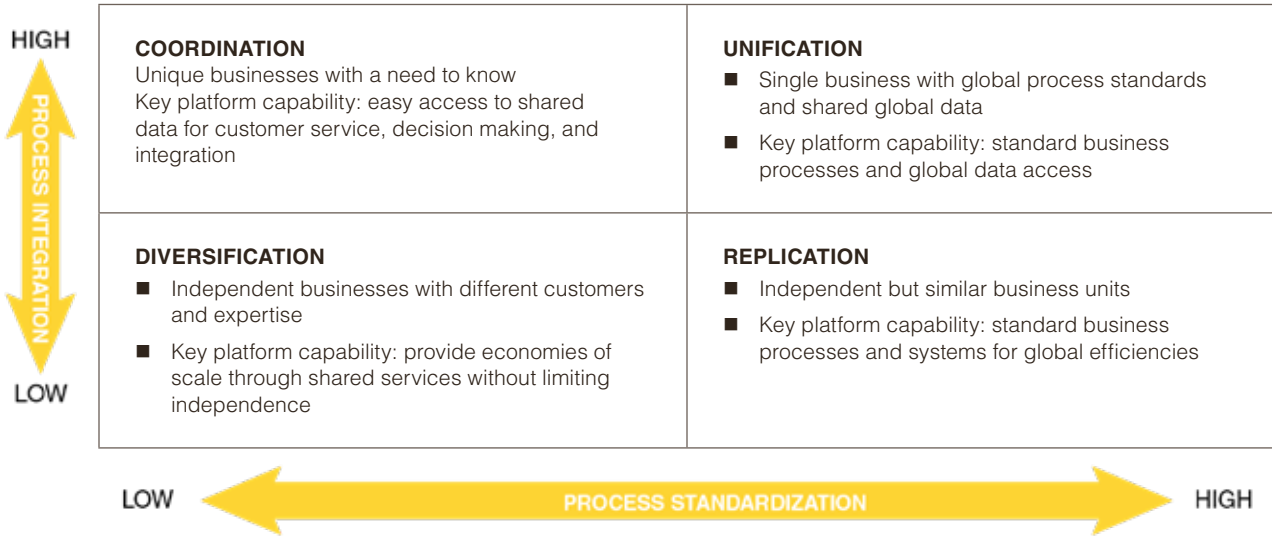 HIGH
PROCESS INTEGRATION
LOW
COORDINATION
Unique businesses with a need to know
Key platform capability: easy access to shared
data for customer service, decision making, and
integration
UNIFICATION
■ Single business with global process standards
and shared global data
■ Key platform capability: standard business
processes and global data access
DIVERSIFICATION
■ Independent businesses with different customers
and expertise
■ Key platform capability: provide economies of
scale through shared services without limiting
independence
REPLICATION
■ Independent but similar business units
■ Key platform capability: standard business
processes and systems for global efficiencies
LOW
PROCESS STANDARDIZATION
HIGH